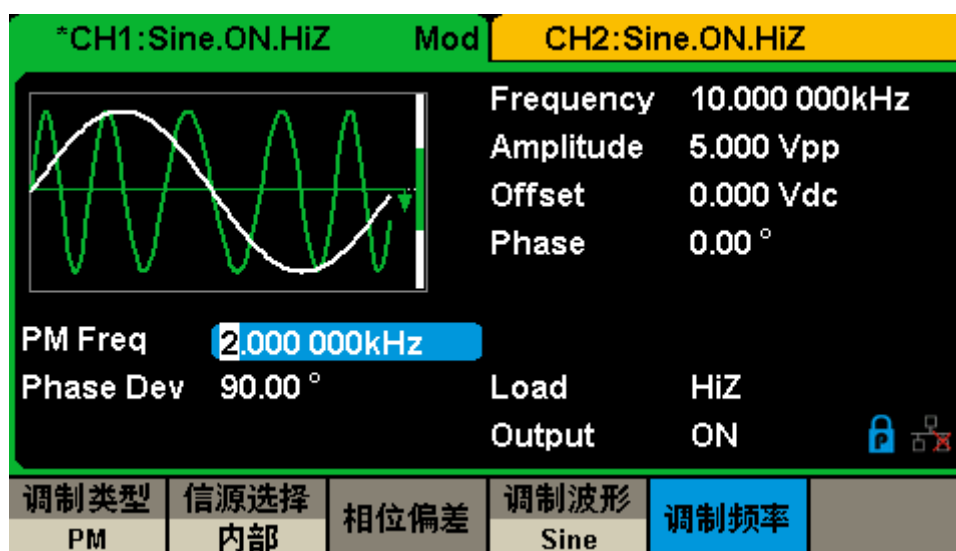 *CH1:Sine.ON.HiZ Mod CH2:Sine.ON.HiZ
Frequency 10.000 000kHz
Amplitude 5.000 Vpp
Offset 0.000 Vdc
Phase 0.00 °
PM Freq 2.000 000kHz
Phase Dev 90.00 °
Load HiZ
Output ON
P
调制类型 信源选择 相位偏差 调制波形 调制频率
PM 内部 Sine